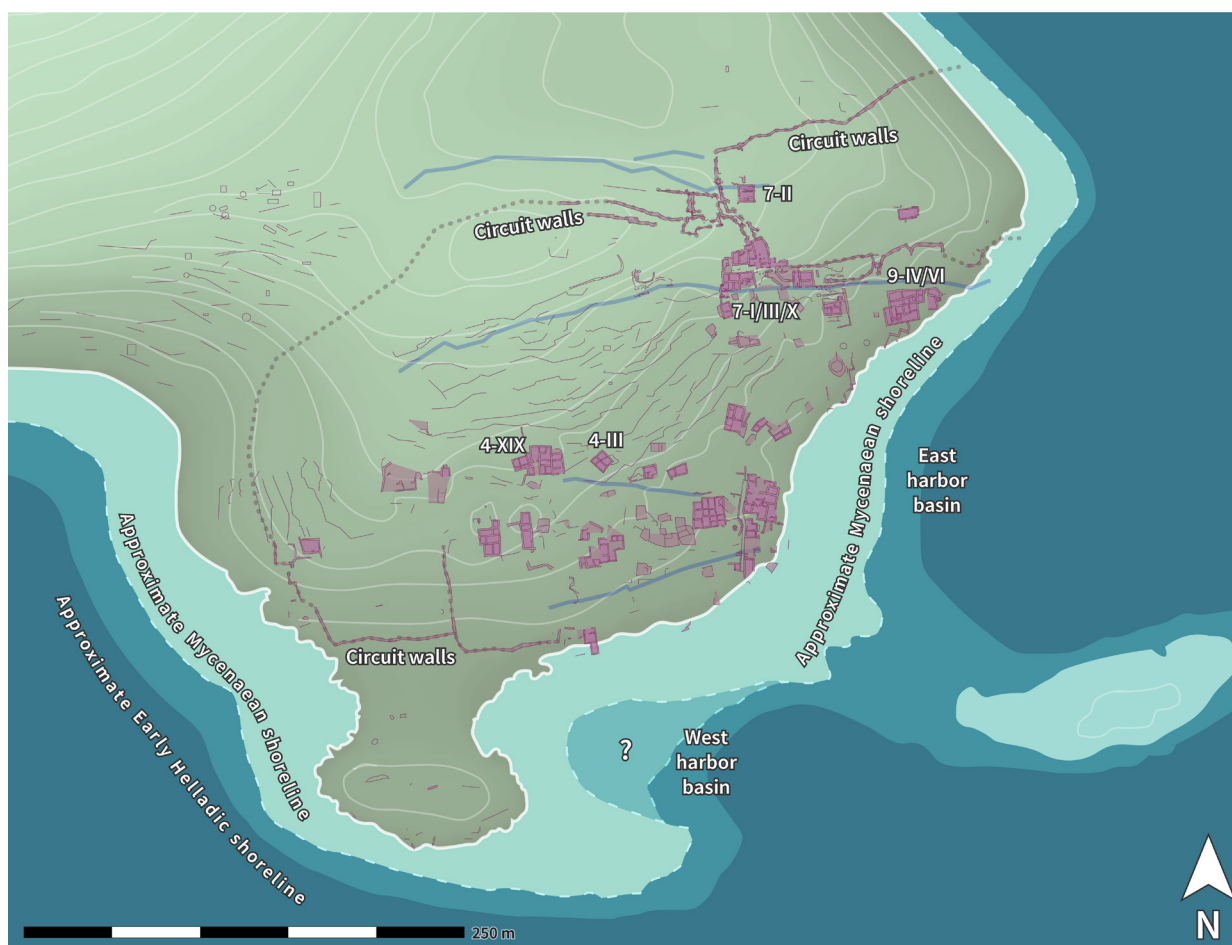 Circuit walls
7-II
Circuit walls
9-IV/VI
7-I/III/X
4-XIX
4-III
East
harbor
basin
Approximate Mycenaean shoreline
Approximate Mycenaean shoreline
Approximate Early Helladic shoreline
Circuit walls
?
West
harbor
basin
250 m
N